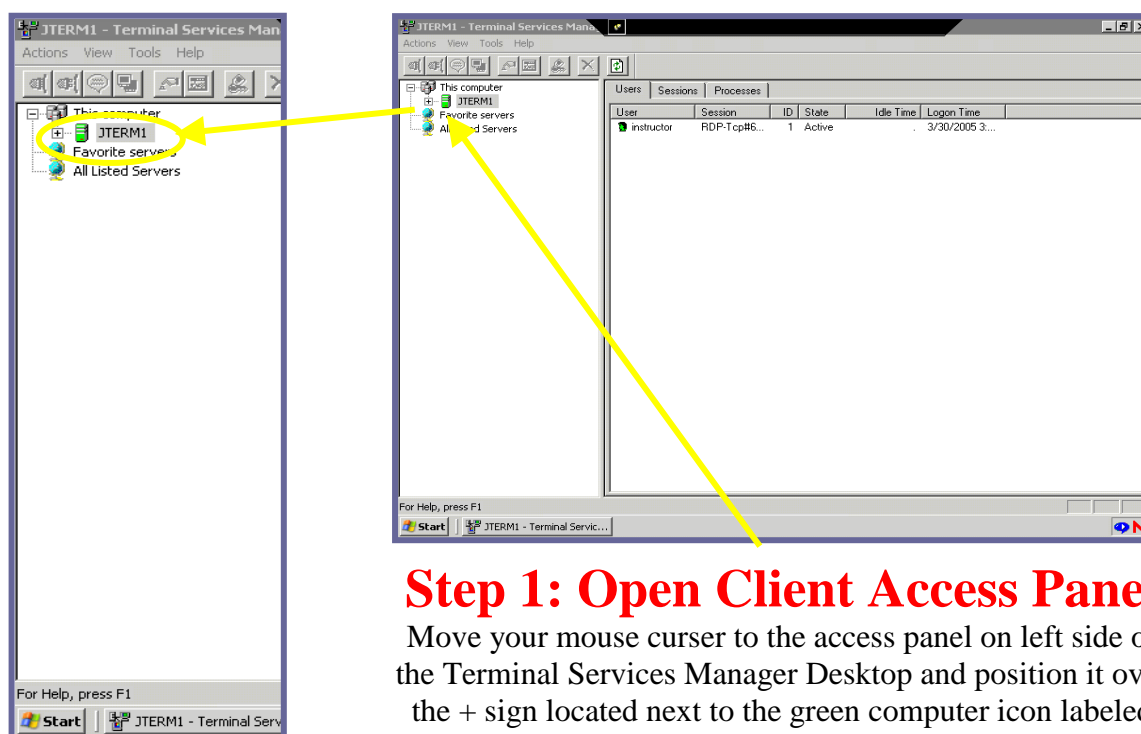 JTERM1 - Terminal Services Man
Actions View Tools Help
This computer
JTERM1
Favorite servers
All Listed Servers
For Help, press F1
Start JTERM1 - Terminal Serv
JTERM1 - Terminal Services Mana
Actions View Tools Help
This computer
JTERM1
Favorite servers
All Listed Servers
Users Sessions Processes
User Session ID State Idle Time Logon Time
instructor RDP-Tcp#6... 1 Active . 3/30/2005 3:...
For Help, press F1
Start JTERM1 - Terminal Servic...
N
Step 1: Open Client Access Pane
Move your mouse curser to the access panel on left side o
the Terminal Services Manager Desktop and position it ov
the + sign located next to the green computer icon labeled